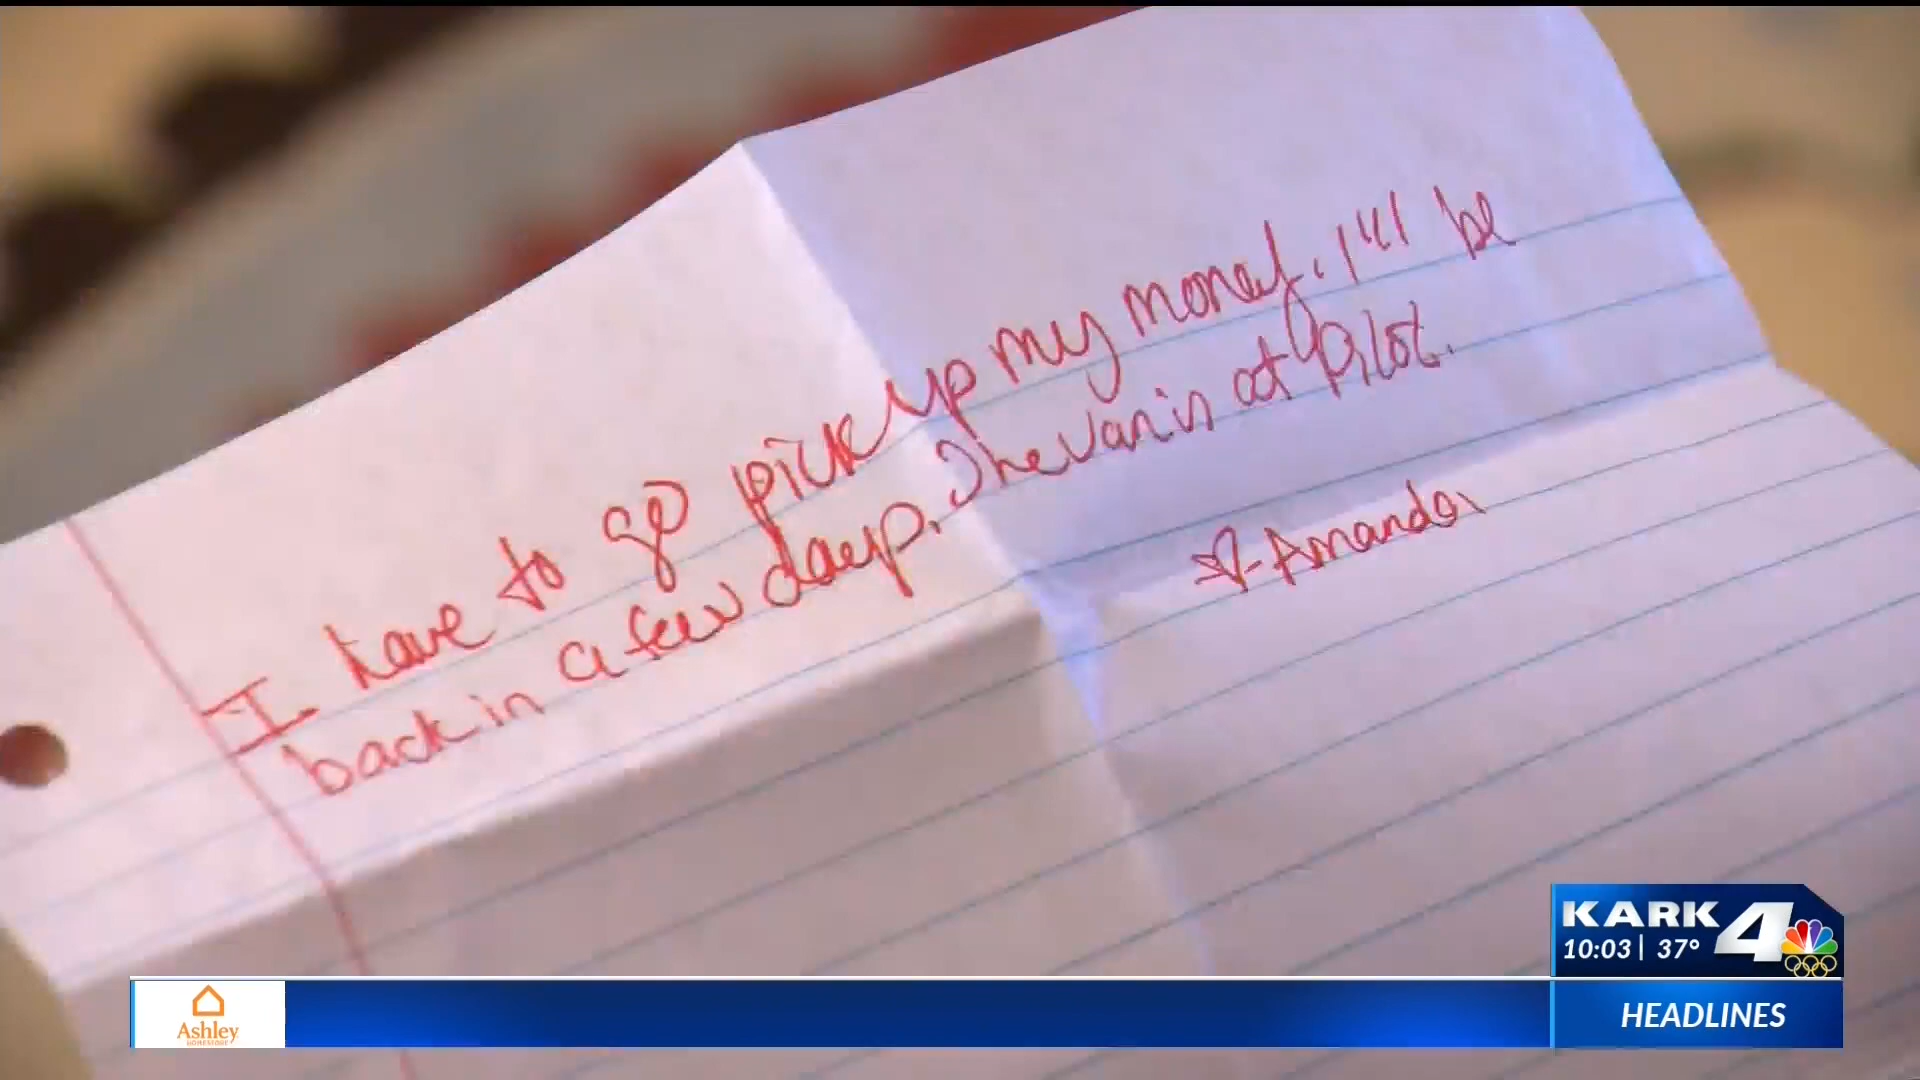 I have to go pick up my money. I'll be
back in a few days. The van is at Pilot.
- Amanda
KARK 4
10:03 | 37°
Ashley
HOMESTORE
HEADLINES